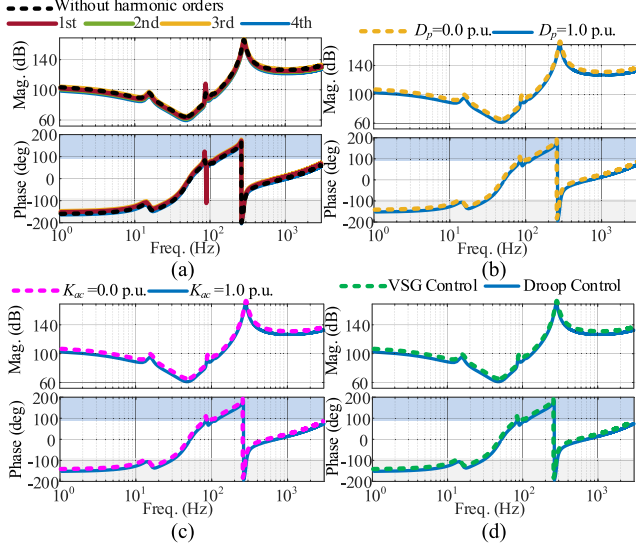 Without harmonic orders
1st 2nd 3rd 4th
Mag. (dB)
140
100
60
Phase (deg)
200
100
0
-100
-200
10^0 10^1 10^2 10^3
Freq. (Hz)
(a)
D_p=0.0 p.u. D_p=1.0 p.u.
Mag. (dB)
140
100
60
Phase (deg)
200
100
0
-100
-200
10^0 10^1 10^2 10^3
Freq. (Hz)
(b)
K_ac=0.0 p.u. K_ac=1.0 p.u.
Mag. (dB)
140
100
60
Phase (deg)
200
100
0
-100
-200
10^0 10^1 10^2 10^3
Freq. (Hz)
(c)
VSG Control Droop Control
Mag. (dB)
140
100
60
Phase (deg)
200
100
0
-100
-200
10^0 10^1 10^2 10^3
Freq. (Hz)
(d)